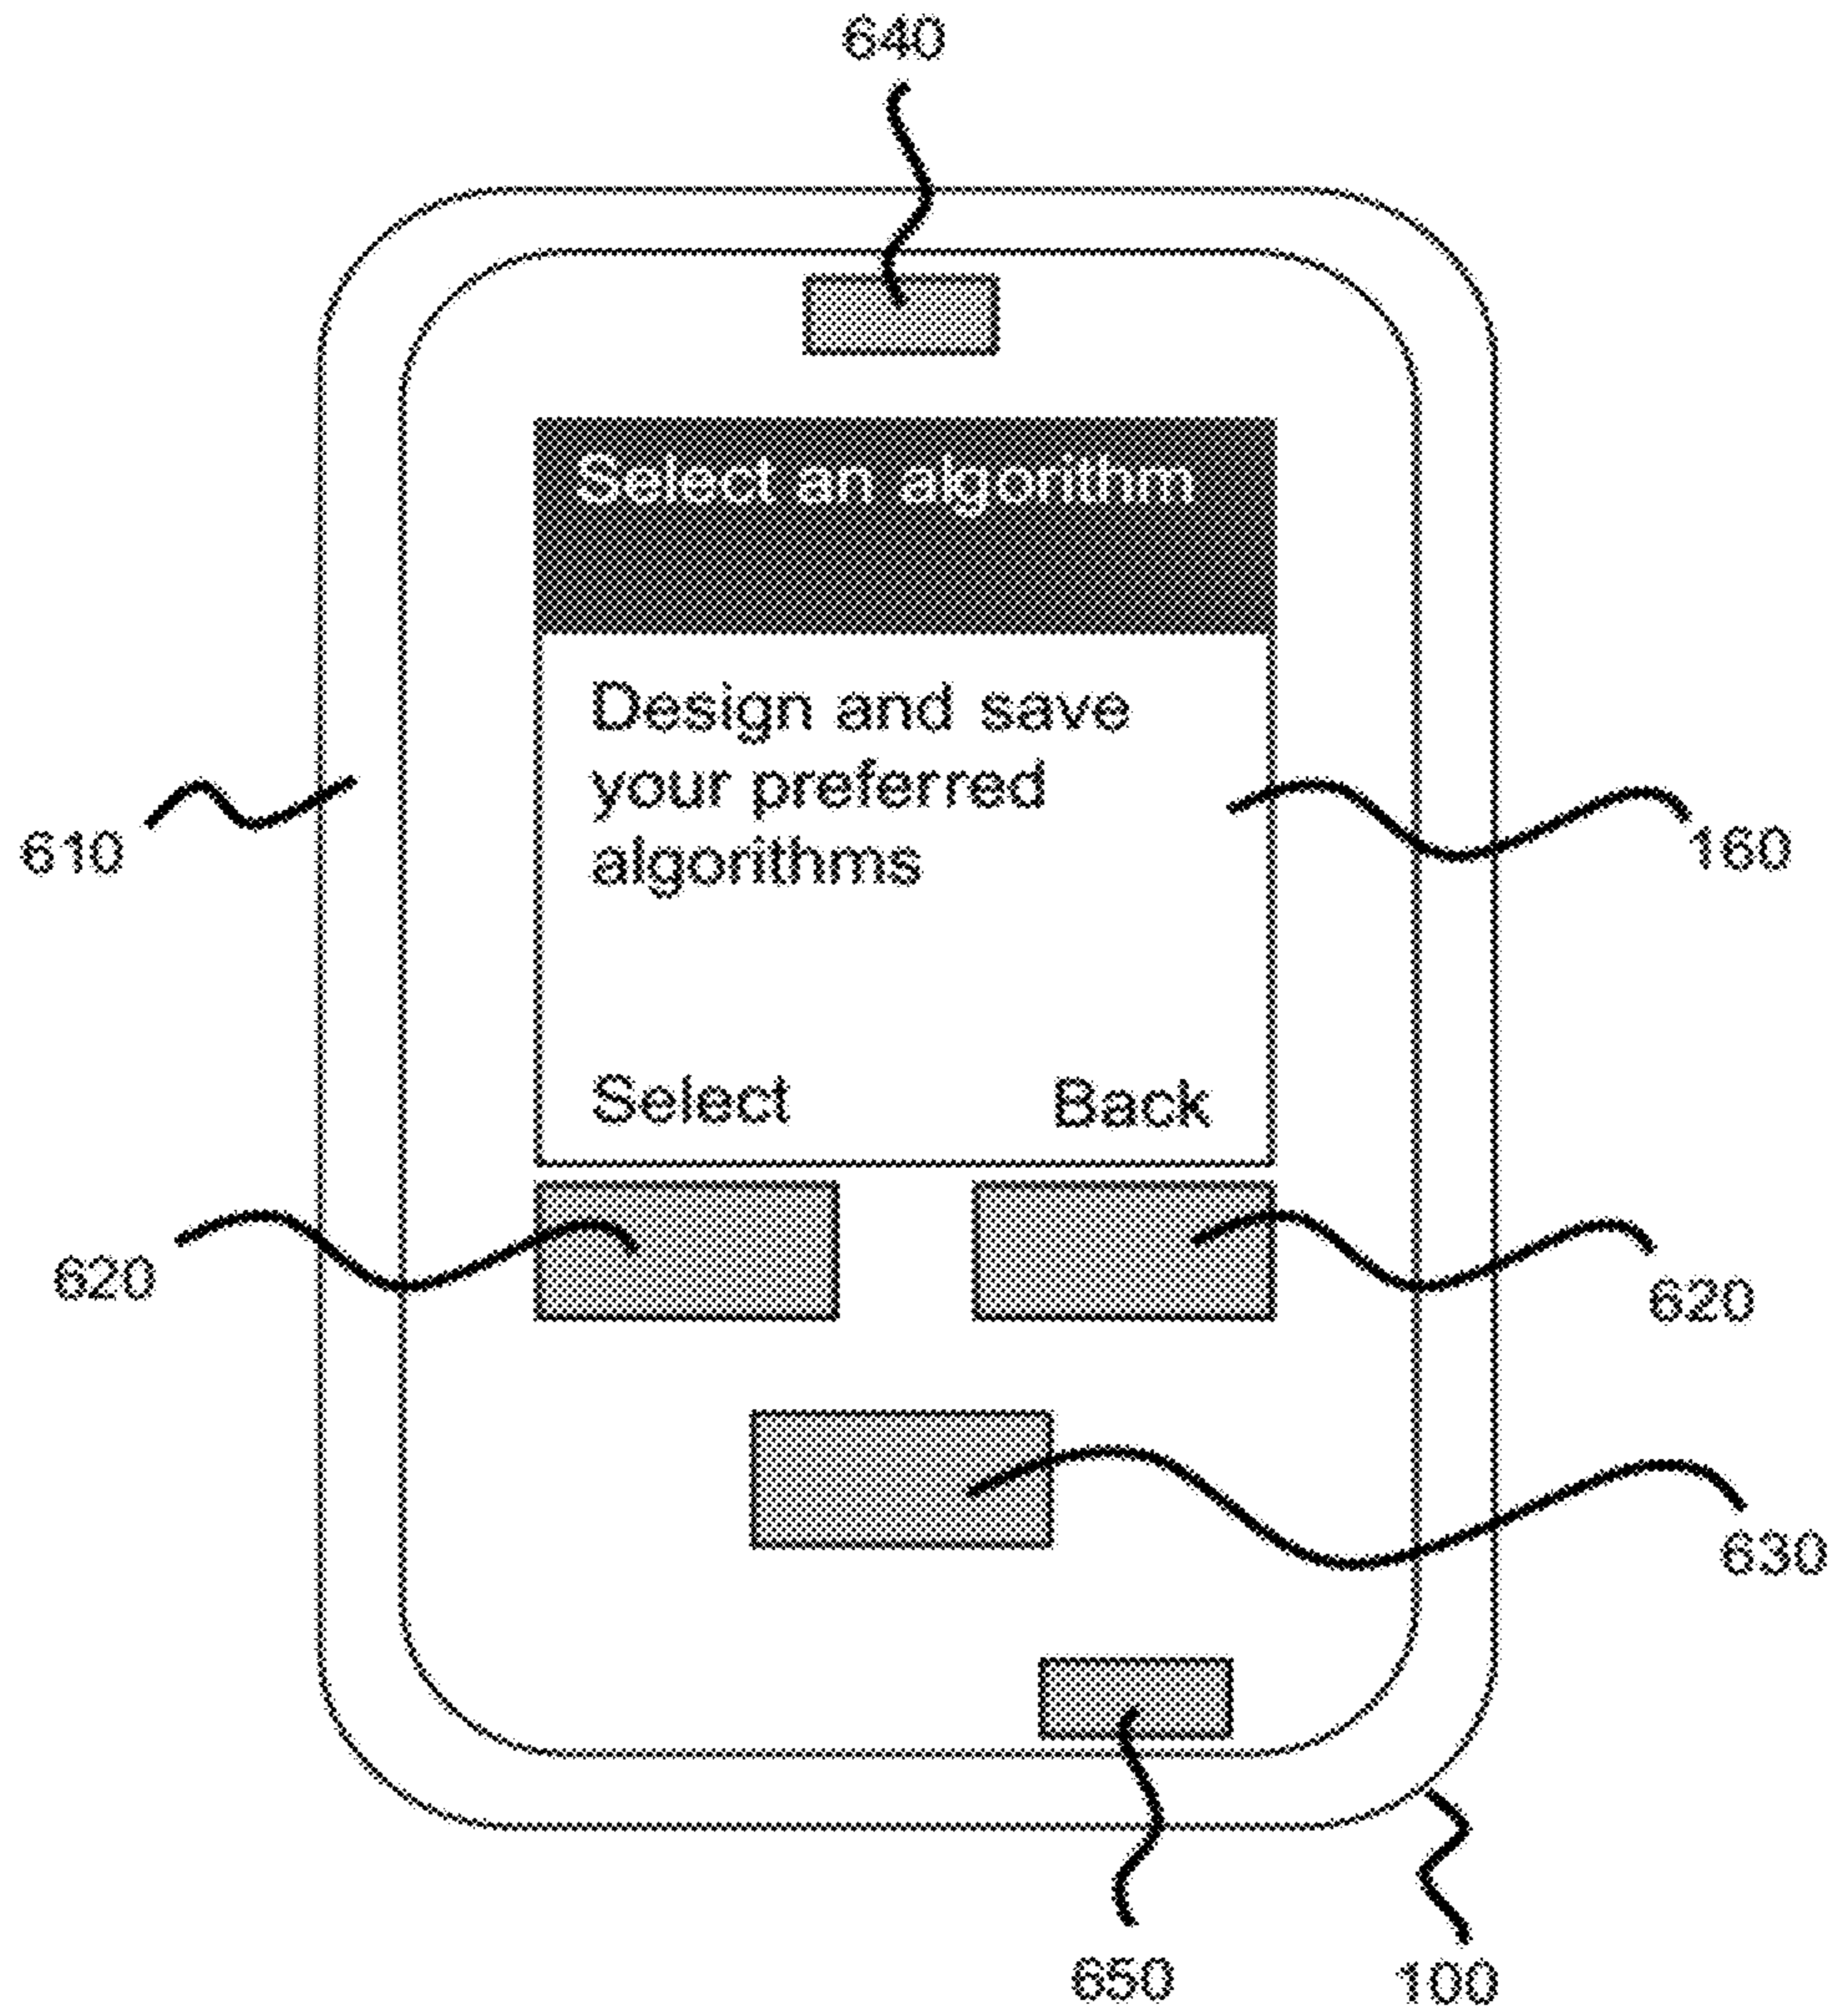 640
Select an algorithm
Design and save
your preferred
algorithms
610
160
Select Back
620
620
630
650
100